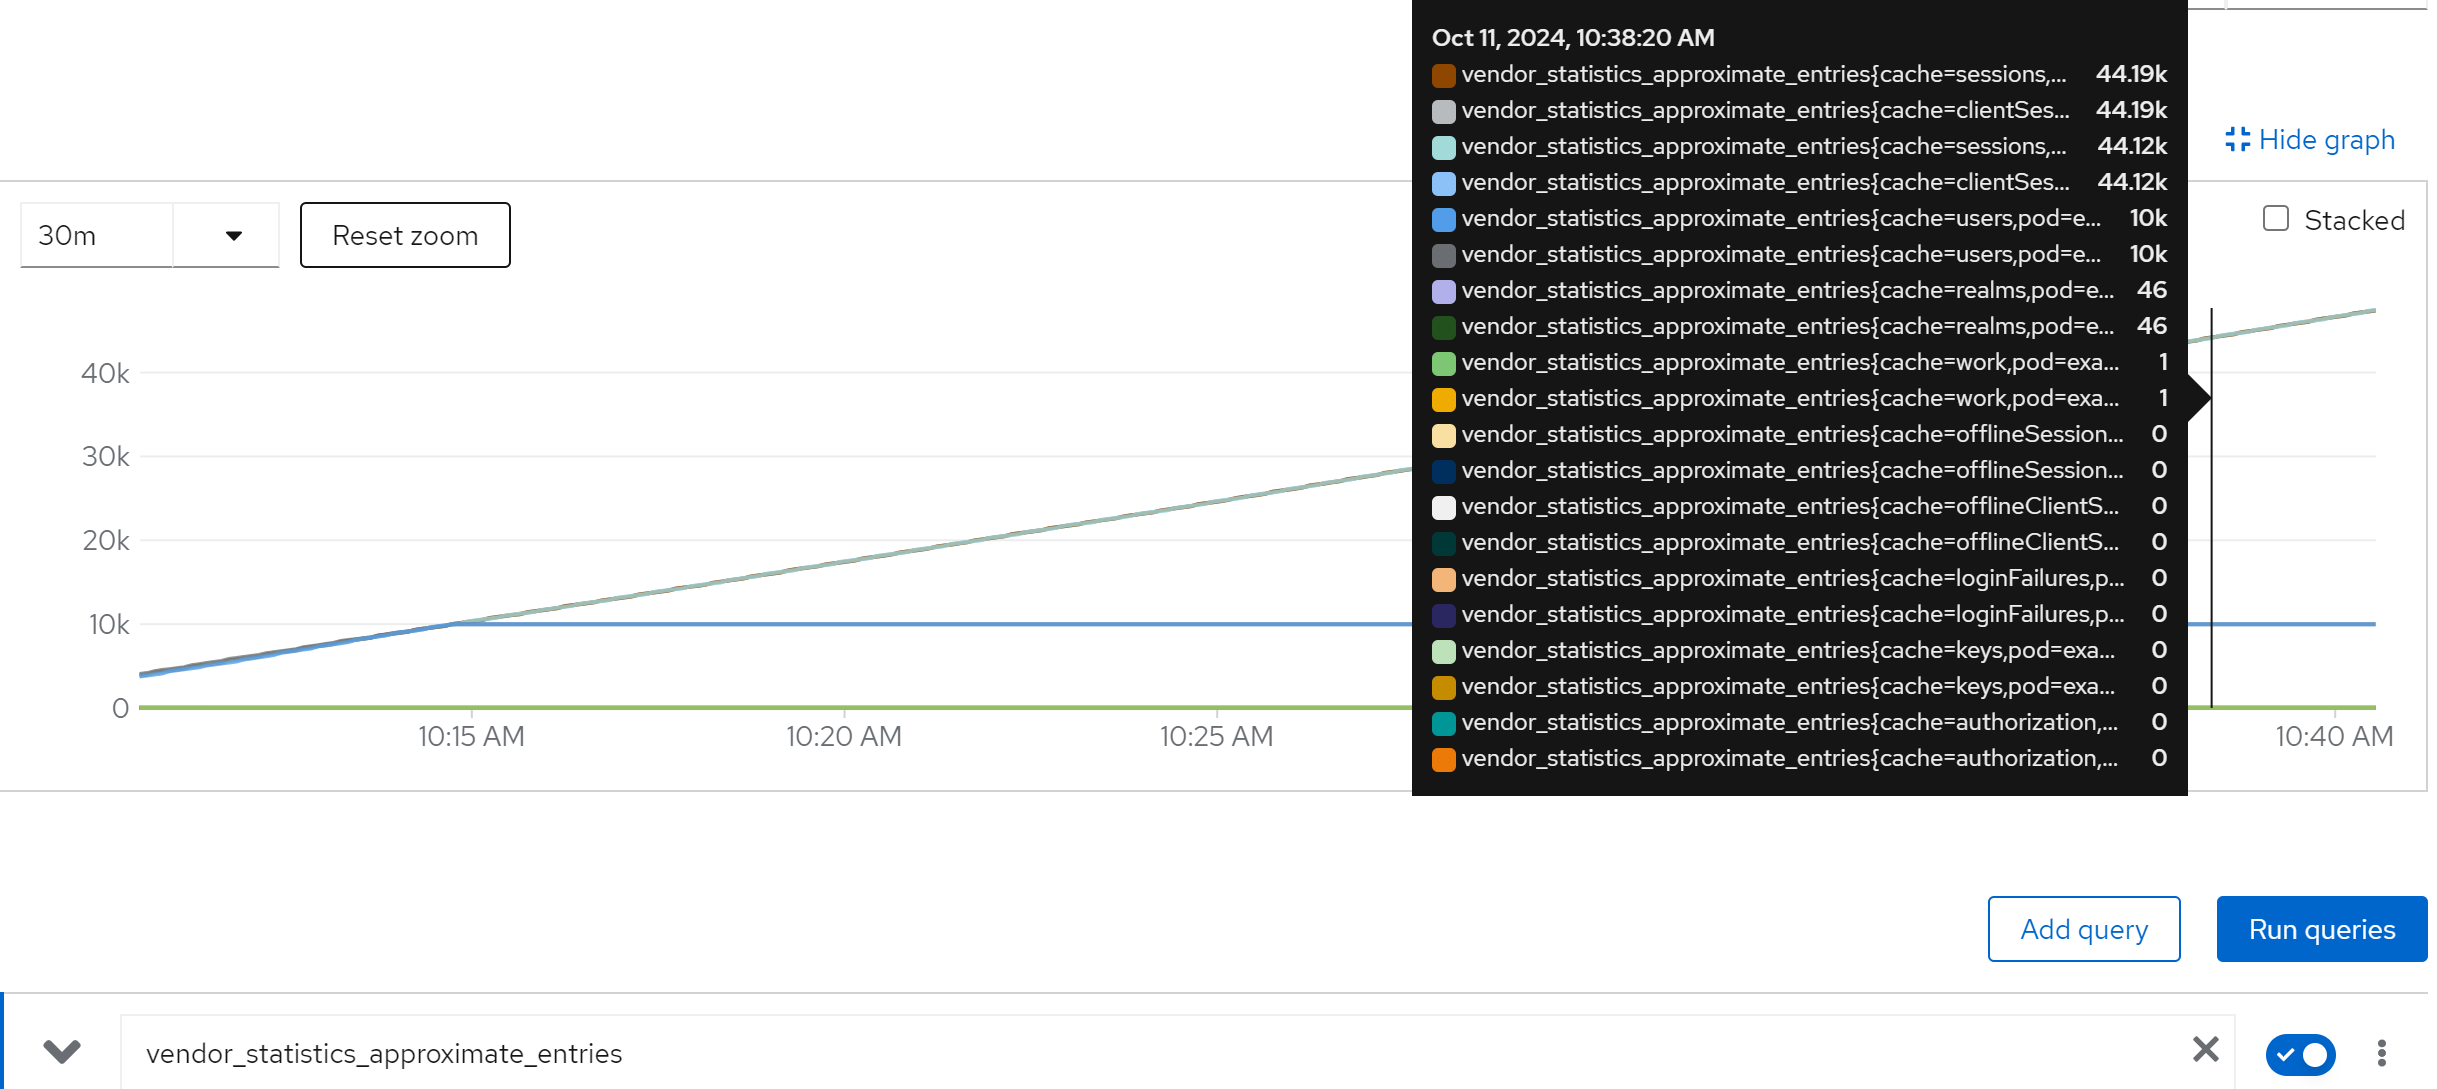 Oct 11, 2024, 10:38:20 AM
vendor_statistics_approximate_entries{cache=sessions,... 44.19k
vendor_statistics_approximate_entries{cache=clientSes... 44.19k
vendor_statistics_approximate_entries{cache=sessions,... 44.12k
vendor_statistics_approximate_entries{cache=clientSes... 44.12k
vendor_statistics_approximate_entries{cache=users,pod=e... 10k
vendor_statistics_approximate_entries{cache=users,pod=e... 10k
vendor_statistics_approximate_entries{cache=realms,pod=e... 46
vendor_statistics_approximate_entries{cache=realms,pod=e... 46
vendor_statistics_approximate_entries{cache=work,pod=exa... 1
vendor_statistics_approximate_entries{cache=work,pod=exa... 1
vendor_statistics_approximate_entries{cache=offlineSession... 0
vendor_statistics_approximate_entries{cache=offlineSession... 0
vendor_statistics_approximate_entries{cache=offlineClientS... 0
vendor_statistics_approximate_entries{cache=offlineClientS... 0
vendor_statistics_approximate_entries{cache=loginFailures,p... 0
vendor_statistics_approximate_entries{cache=loginFailures,p... 0
vendor_statistics_approximate_entries{cache=keys,pod=exa... 0
vendor_statistics_approximate_entries{cache=keys,pod=exa... 0
vendor_statistics_approximate_entries{cache=authorization,... 0
vendor_statistics_approximate_entries{cache=authorization,... 0
Hide graph
30m
Reset zoom
Stacked
40k
30k
20k
10k
0
10:15 AM 10:20 AM 10:25 AM 10:40 AM
Add query
Run queries
vendor_statistics_approximate_entries